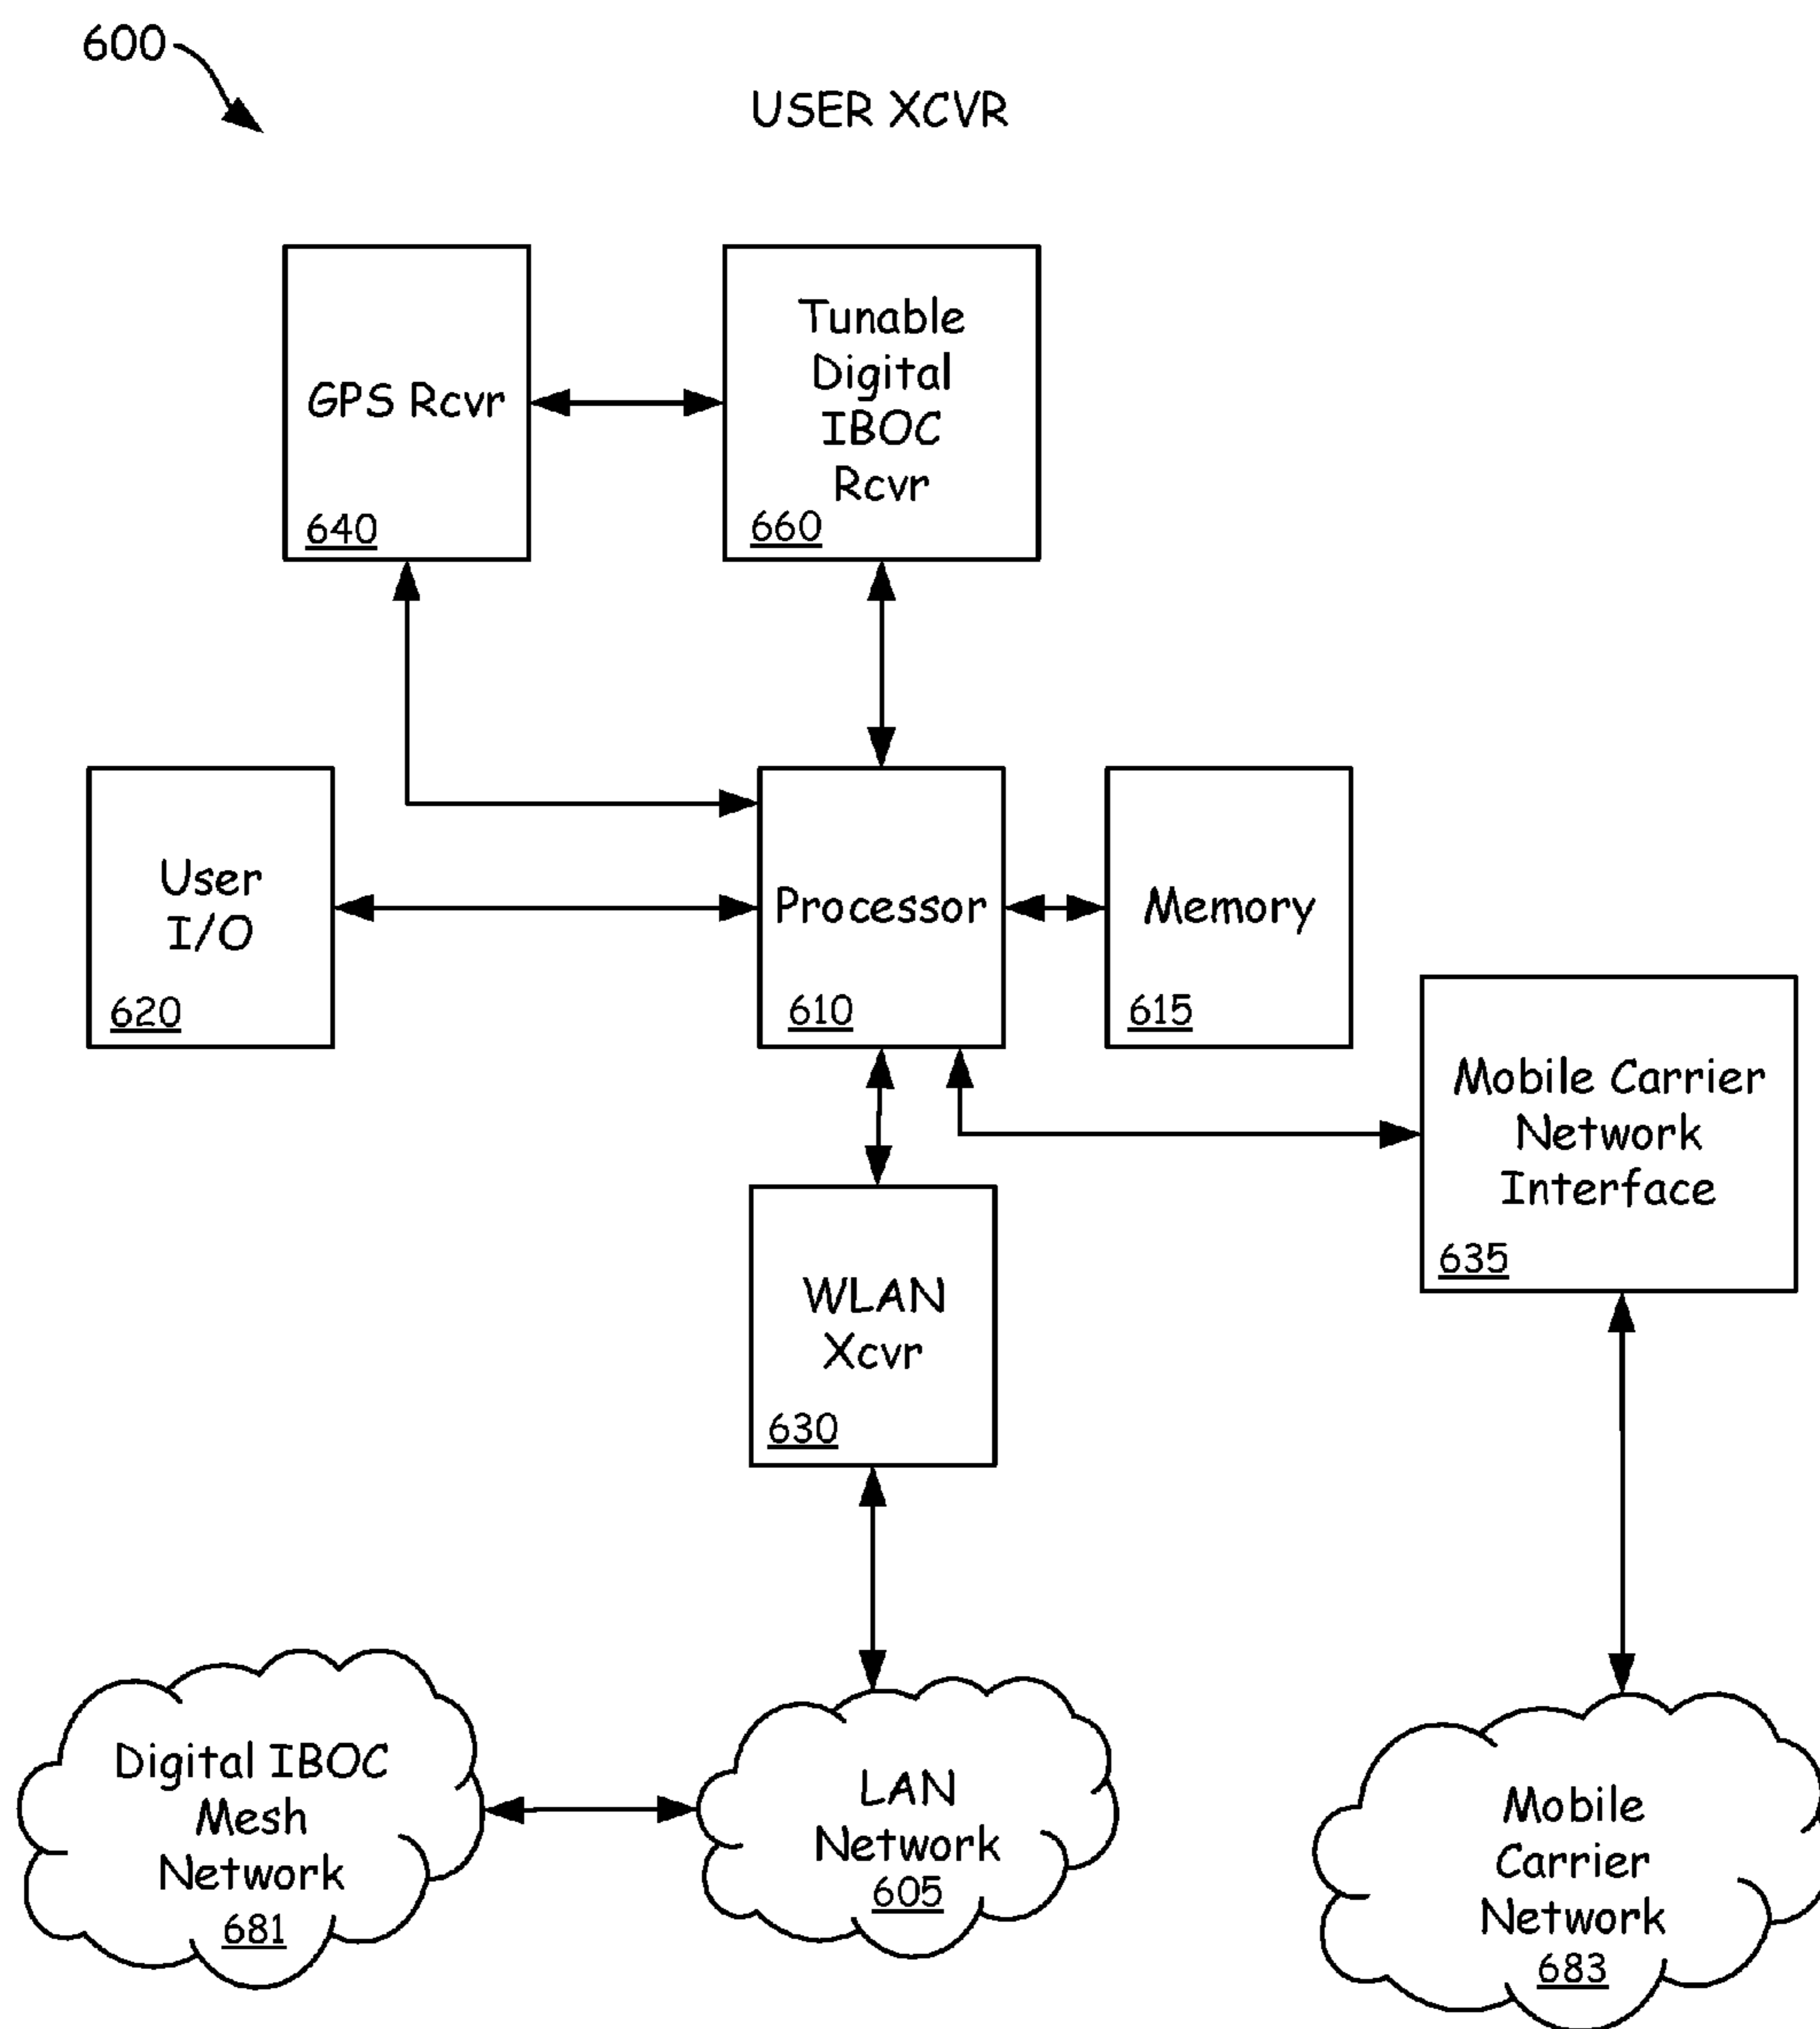 600
USER XCVR
GPS Rcvr
640
Tunable
Digital
IBOC
Rcvr
660
User
I/O
620
Processor
610
Memory
615
Mobile Carrier
Network
Interface
635
WLAN
Xcvr
630
Digital IBOC
Mesh
Network
681
LAN
Network
605
Mobile
Carrier
Network
683